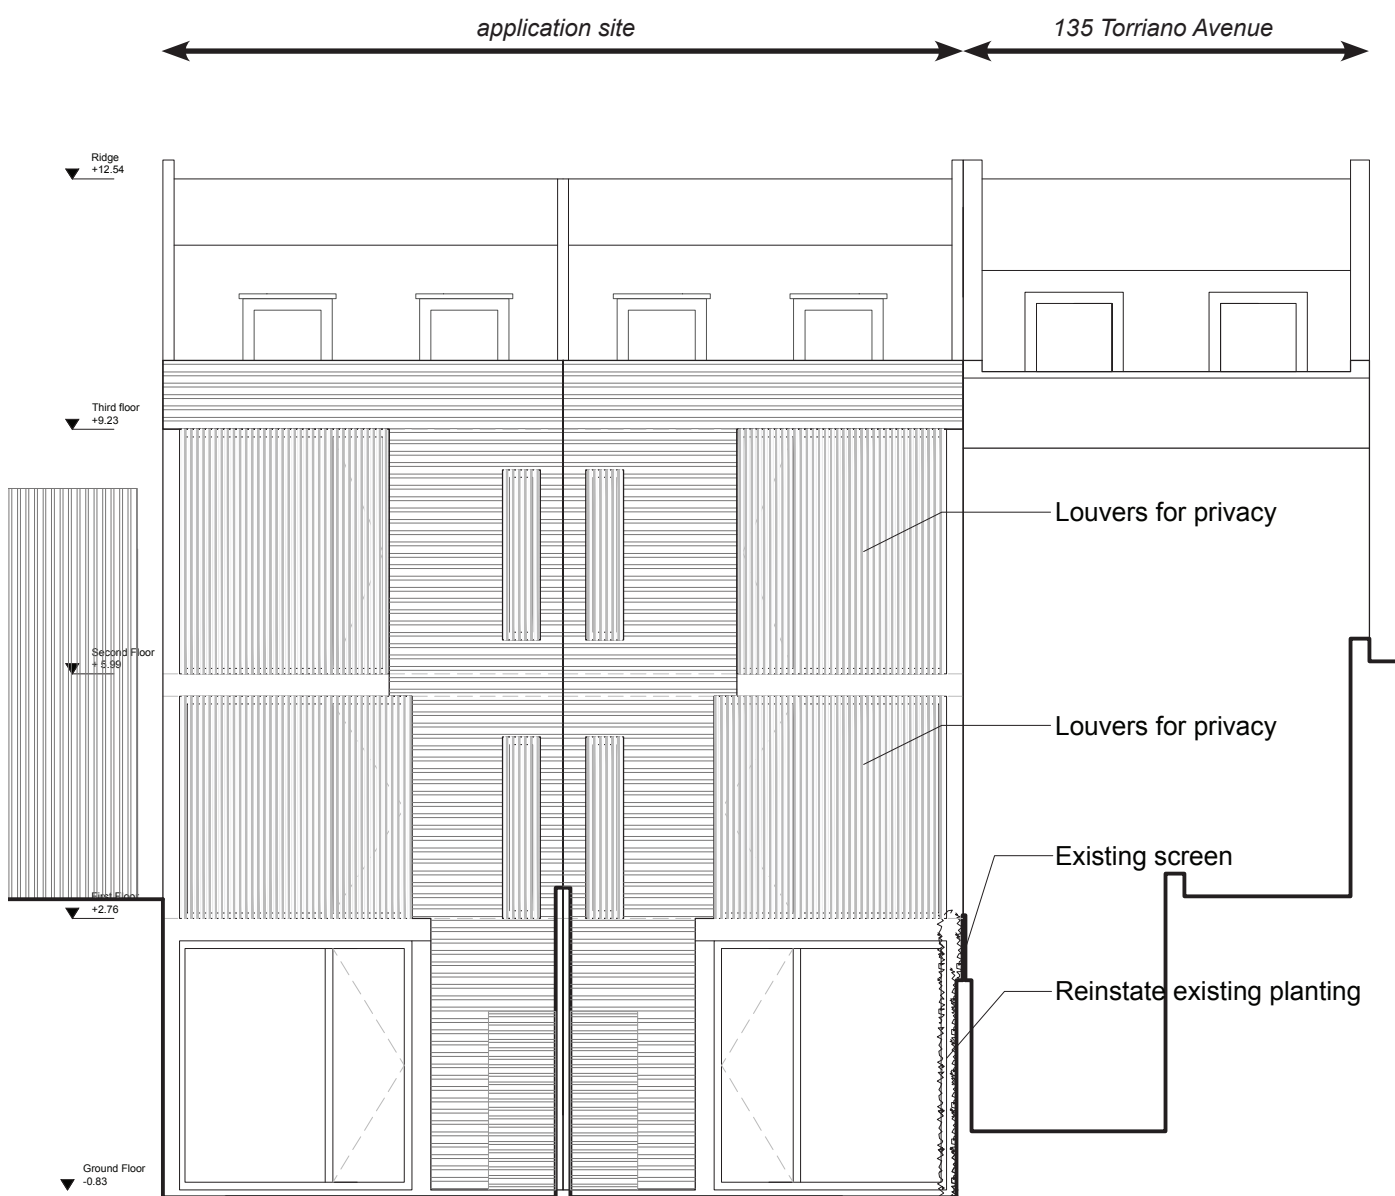 application site
135 Torriano Avenue
Ridge
+12.54
Third floor
+9.23
Louvers for privacy
Second Floor
+ 5.99
Louvers for privacy
Existing screen
First Floor
+2.76
Reinstate existing planting
Ground Floor
-0.83